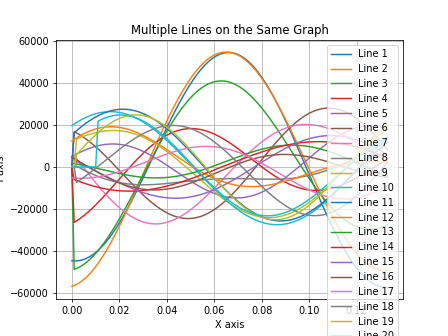 Multiple Lines on the Same Graph
60000
40000
20000
0
−20000
−40000
−60000
0.00
0.02
0.04
0.06
0.08
0.10
X axis
Line 1
Line 2
Line 3
Line 4
Line 5
Line 6
Line 7
Line 8
Line 9
Line 10
Line 11
Line 12
Line 13
Line 14
Line 15
Line 16
Line 17
Line 18
Line 19